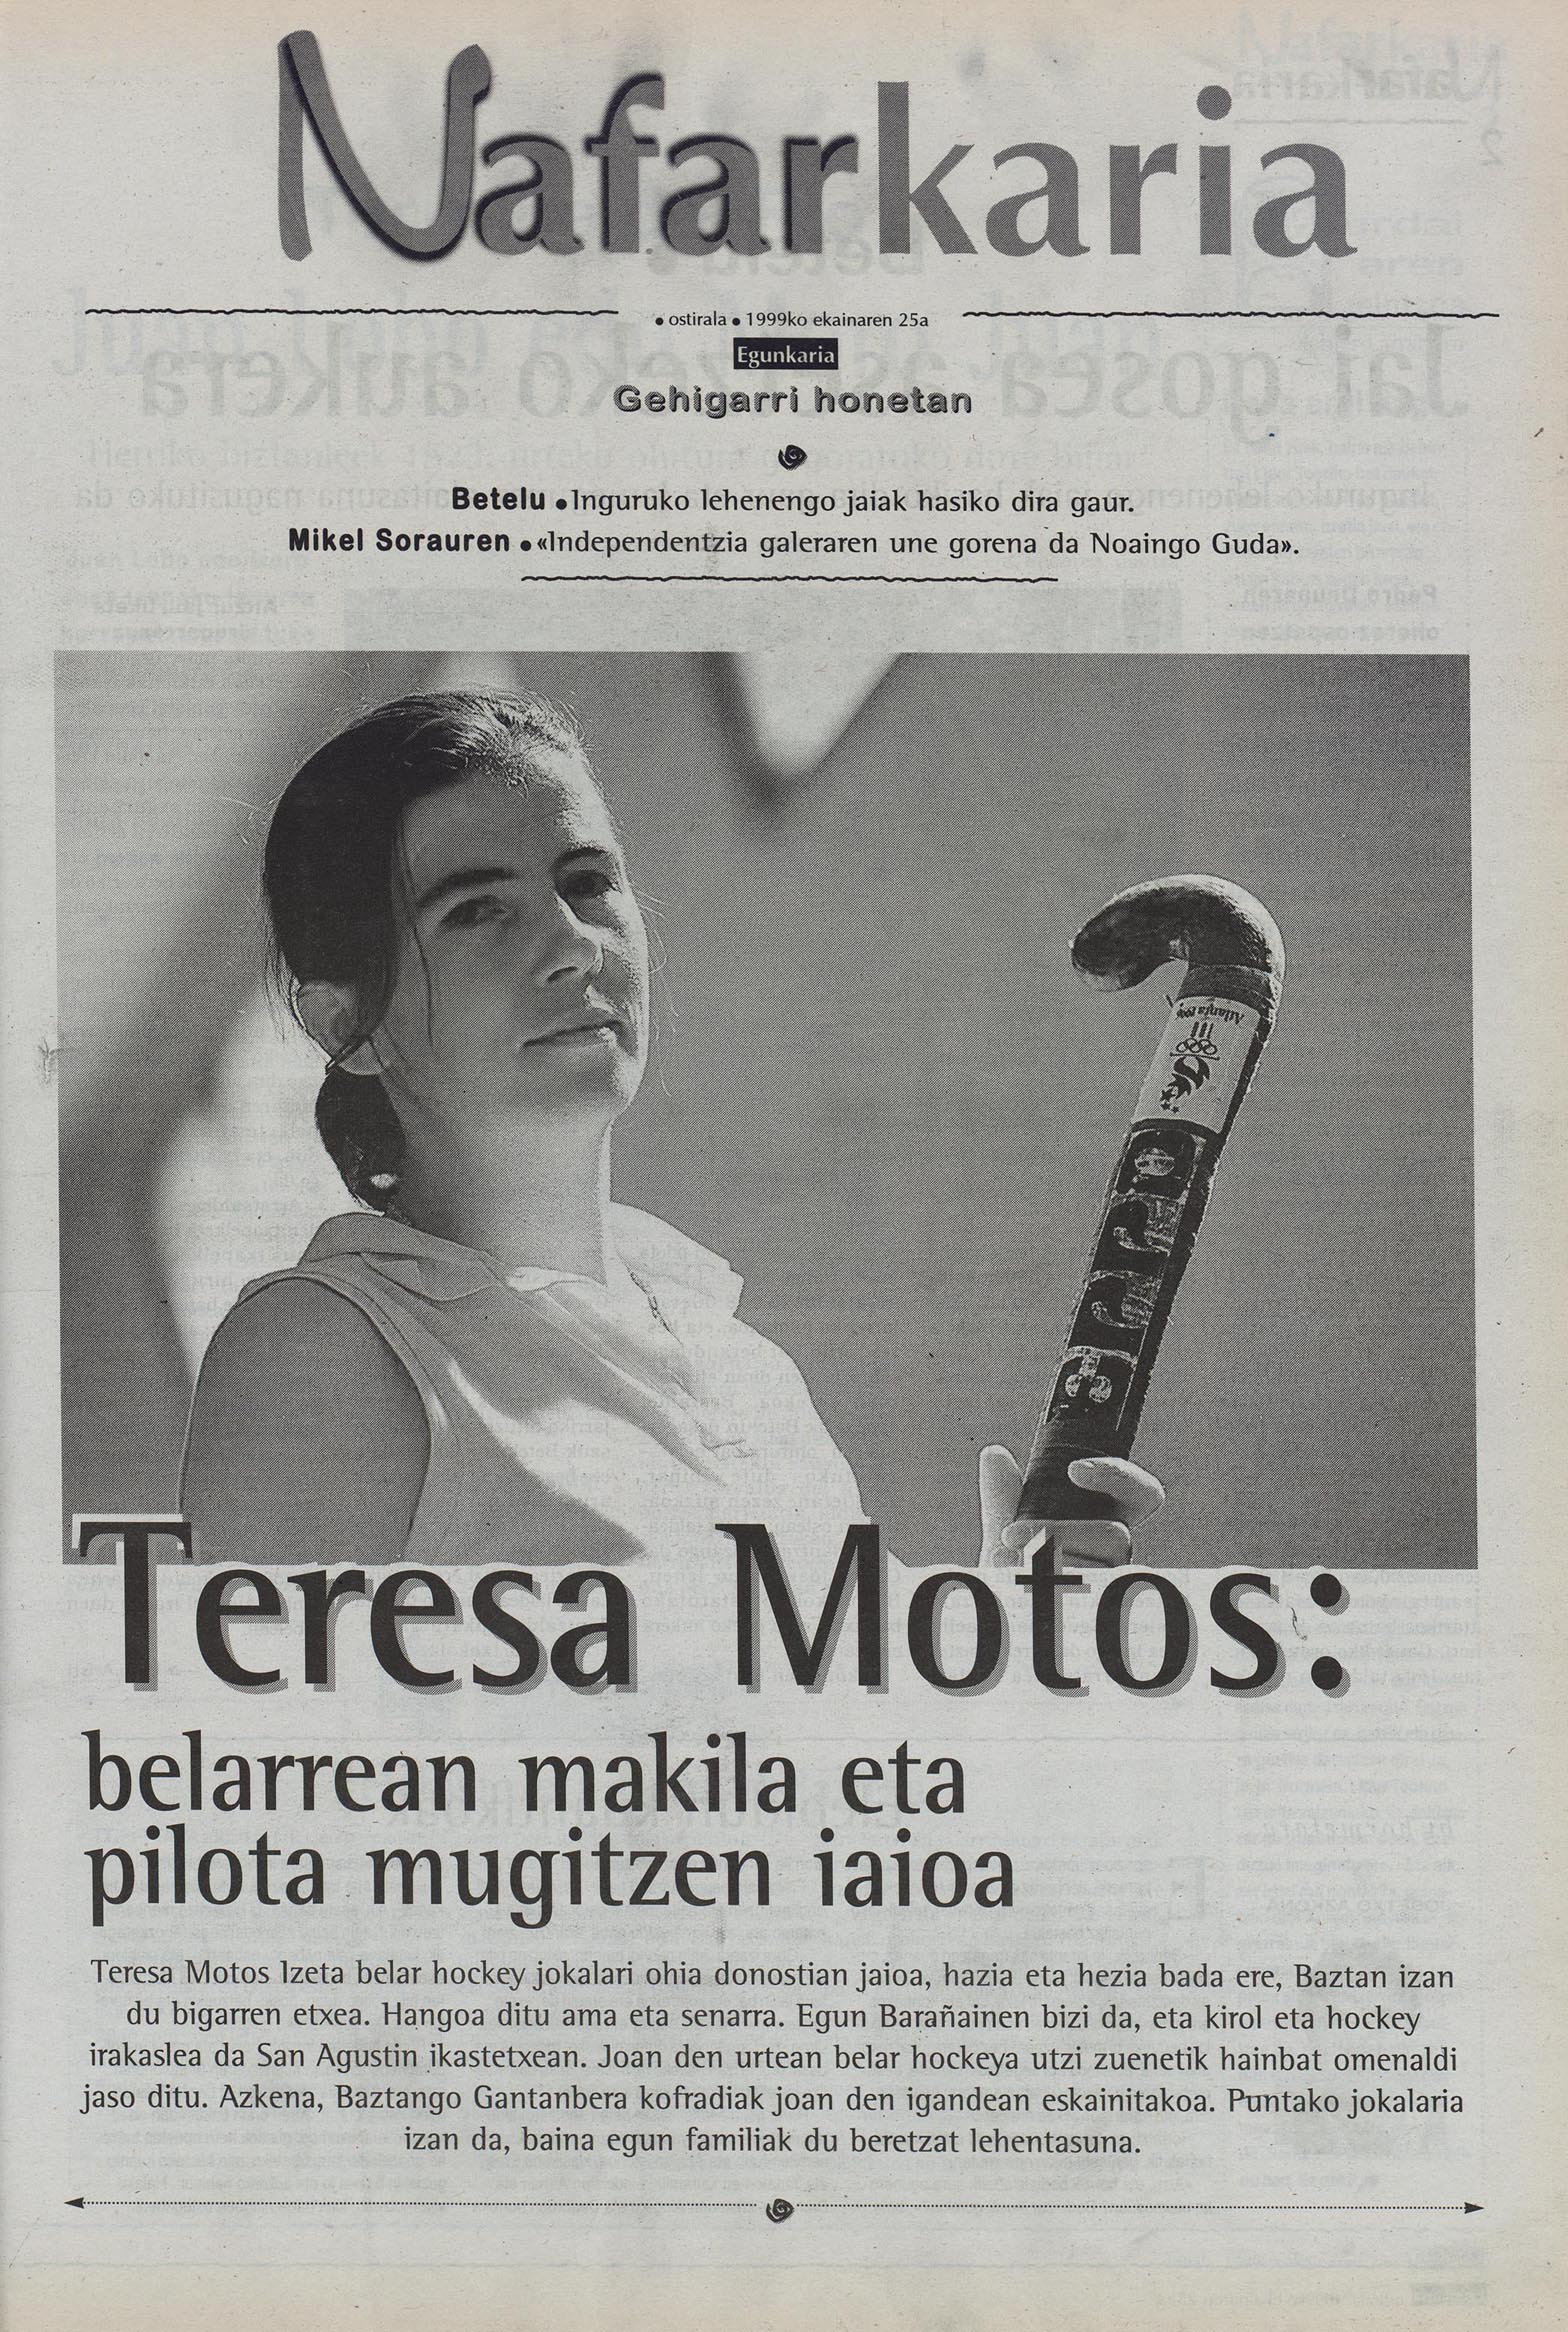 Nafarkaria
• ostirala • 1999ko ekainaren 25a
Egunkaria
Gehigarri honetan
Betelu • Inguruko lehenengo jaiak hasiko dira gaur.
Mikel Sorauren • «Independentzia galeraren une gorena da Noaingo Guda».
Atlanta 1996
Teresa Motos:
belarrean makila eta
pilota mugitzen iaioa
Teresa Motos Izeta belar hockey jokalari ohia donostian jaioa, hazia eta hezia bada ere, Baztan izan
du bigarren etxea. Hangoa ditu ama eta senarra. Egun Barañainen bizi da, eta kirol eta hockey
irakaslea da San Agustin ikastetxean. Joan den urtean belar hockeya utzi zuenetik hainbat omenaldi
jaso ditu. Azkena, Baztango Gantanbera kofradiak joan den igandean eskainitakoa. Puntako jokalaria
izan da, baina egun familiak du beretzat lehentasuna.